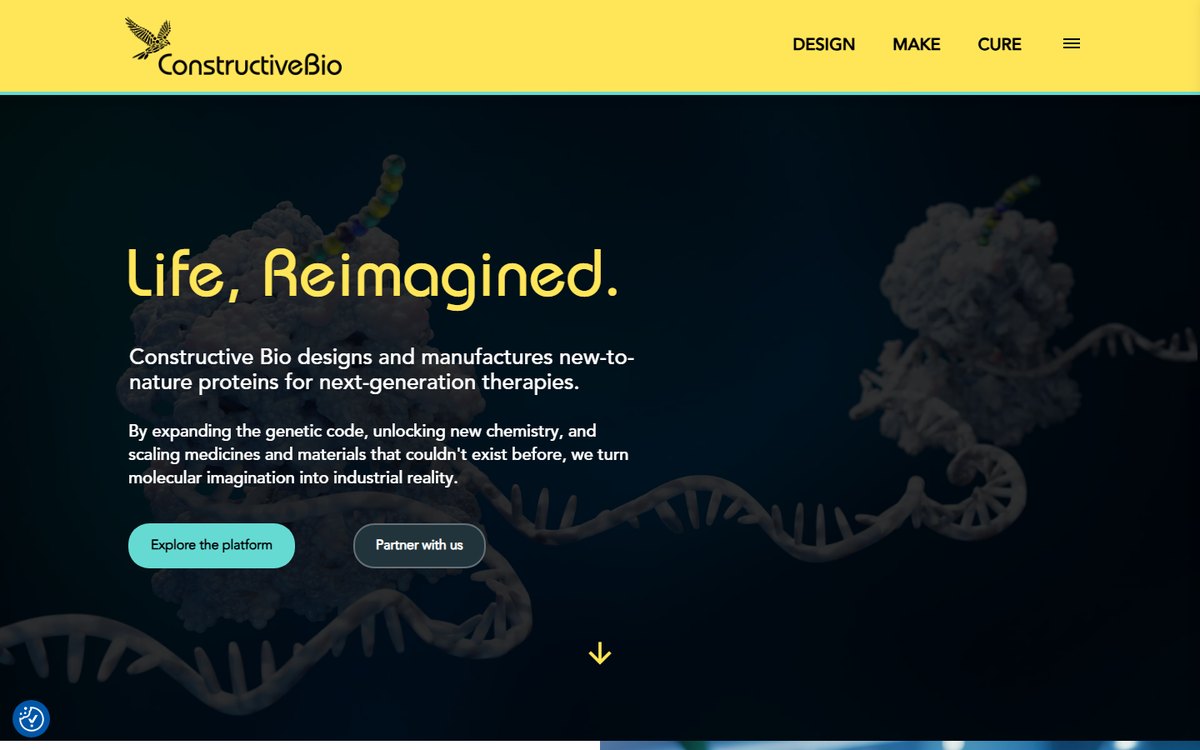 ConstructiveBio
DESIGN MAKE CURE
Life, Reimagined.
Constructive Bio designs and manufactures new-to-
nature proteins for next-generation therapies.
By expanding the genetic code, unlocking new chemistry, and
scaling medicines and materials that couldn't exist before, we turn
molecular imagination into industrial reality.
Explore the platform
Partner with us